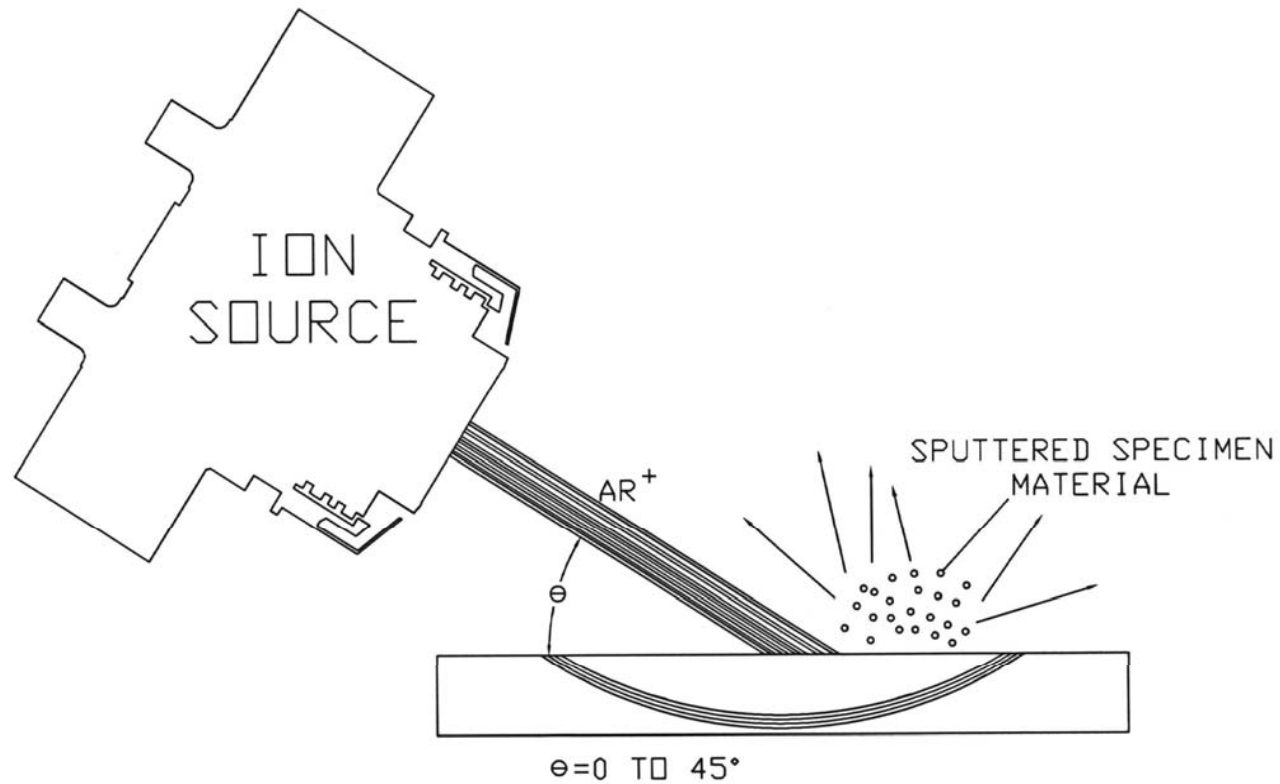 ION
SOURCE
AR+
SPUTTERED SPECIMEN
MATERIAL
Θ
Θ=0 TO 45°